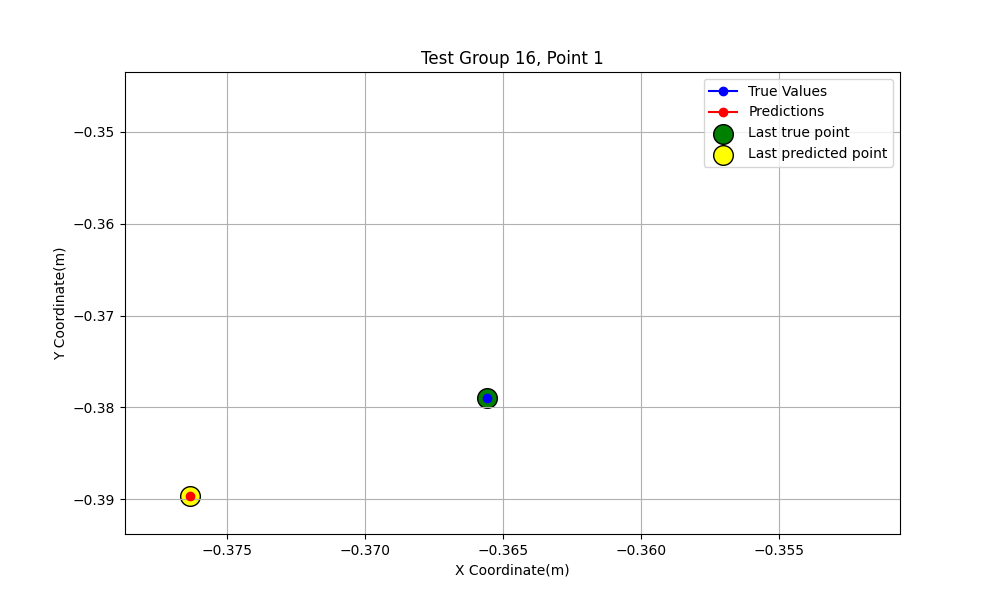 Test Group 16, Point 1
True Values
Predictions
Last true point
Last predicted point
Y Coordinate(m)
−0.35
−0.36
−0.37
−0.38
−0.39
−0.375
−0.370
−0.365
−0.360
−0.355
X Coordinate(m)